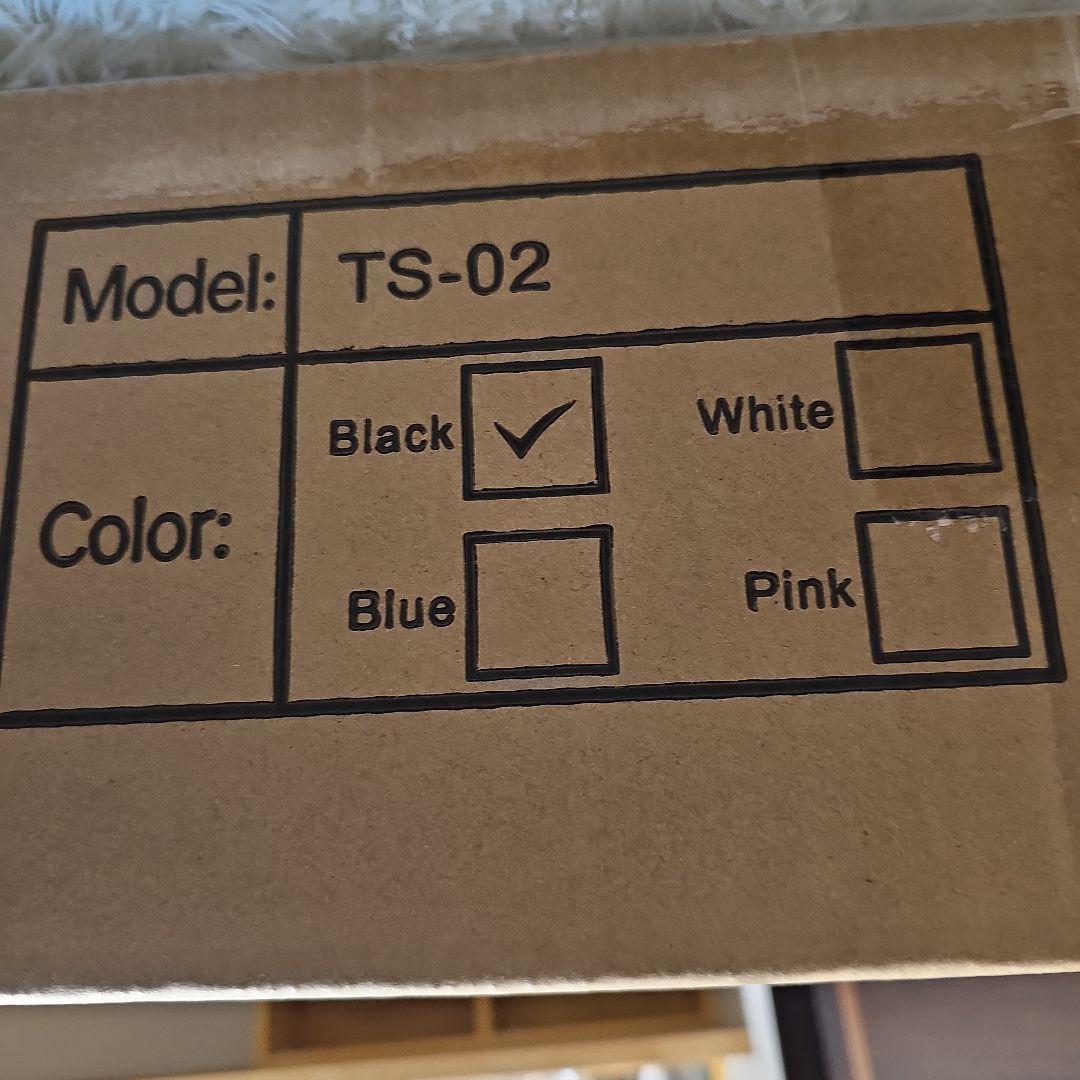 Model: TS-02
Color: Black ✓ White
Blue Pink